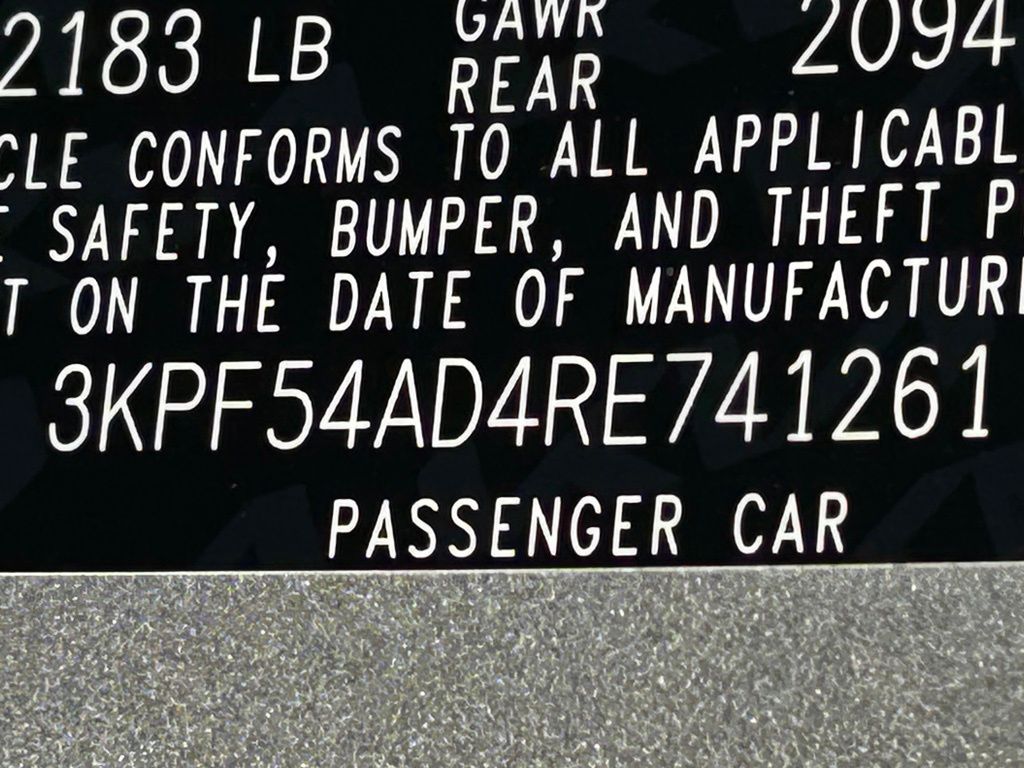 2183 LB GAWR 2094
REAR
CLE CONFORMS TO ALL APPLICABL
E SAFETY, BUMPER, AND THEFT P
T ON THE DATE OF MANUFACTUR
3KPF54AD4RE741261
PASSENGER CAR